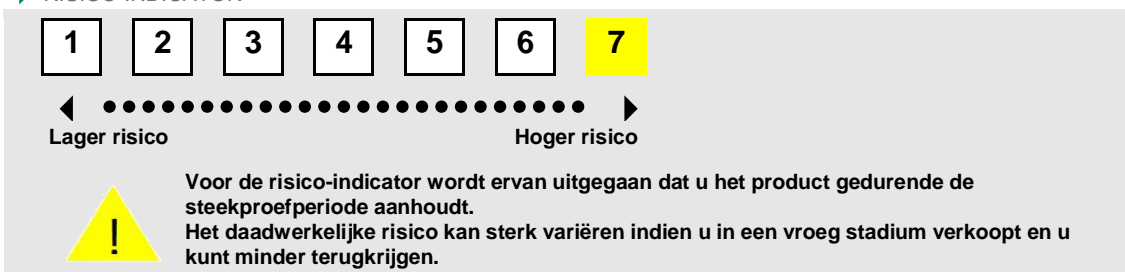 RISICO-INDICATOR
1 2 3 4 5 6 7
Lager risico Hoger risico
!
Voor de risico-indicator wordt ervan uitgegaan dat u het product gedurende de
steekproefperiode aanhoudt.
Het daadwerkelijke risico kan sterk variëren indien u in een vroeg stadium verkoopt en u
kunt minder terugkrijgen.